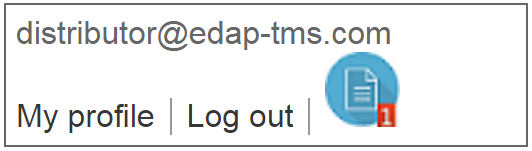 distributor@edap-tms.com
My profile | Log out | 1